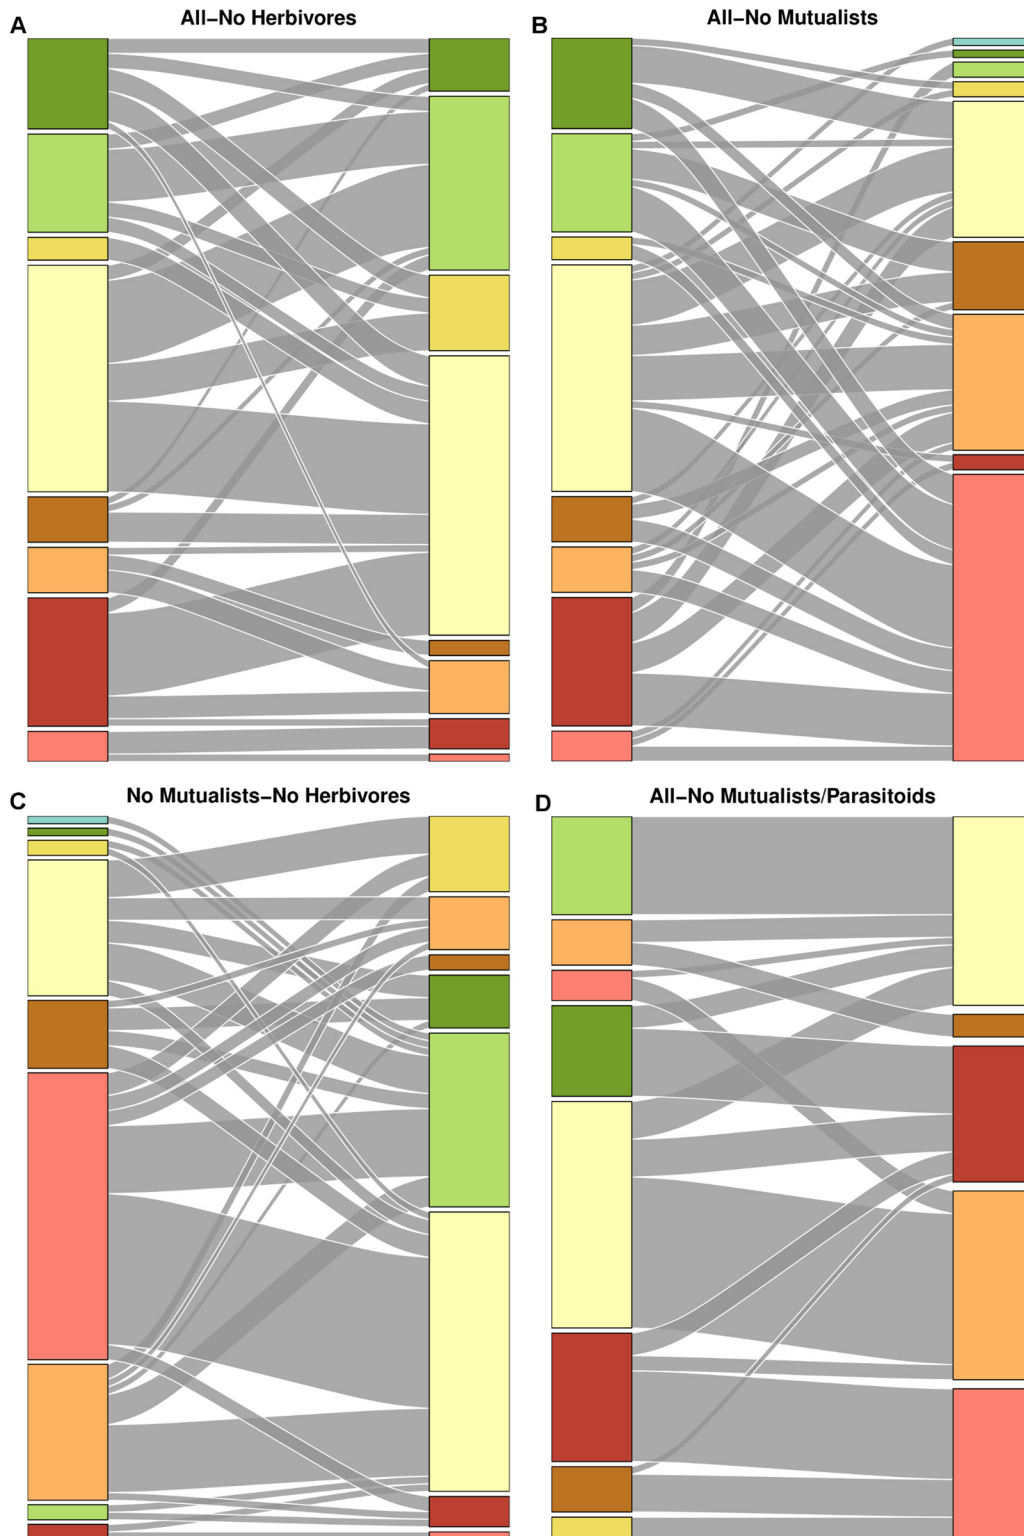 A
All–No Herbivores
B
All–No Mutualists
C
No Mutualists–No Herbivores
D
All–No Mutualists/Parasitoids